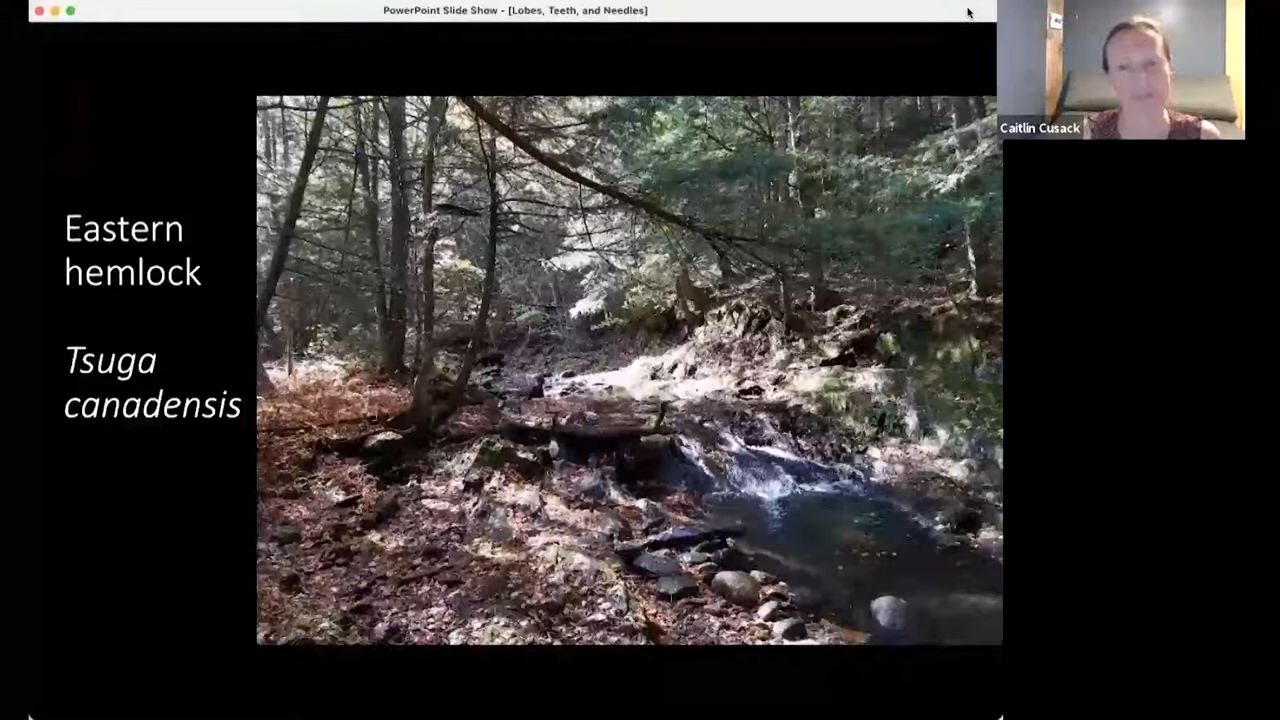 PowerPoint Slide Show - [Lobes, Teeth, and Needles]
Caitlin Cusack
Eastern
hemlock
Tsuga
canadensis